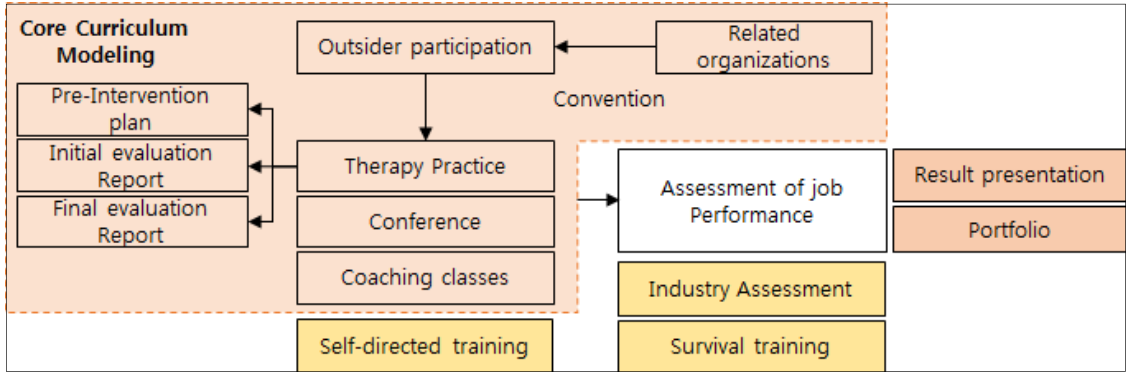 Core Curriculum
Modeling
Outsider participation
Related
organizations
Convention
Pre-Intervention
plan
Initial evaluation
Report
Final evaluation
Report
Therapy Practice
Conference
Coaching classes
Assessment of job
Performance
Result presentation
Portfolio
Industry Assessment
Self-directed training
Survival training